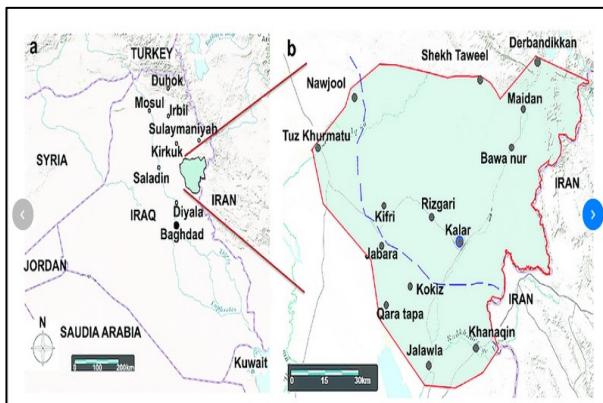 a
TURKEY
Duhok
Mosul
Irbil
Sulaymaniyah
Kirkuk
SYRIA
Saladin
IRAN
IRAQ
Diyala
Baghdad
JORDAN
SAUDIA ARABIA
Kuwait
N
0 100 200km
b
Derbandikkan
Shekh Taweel
Nawjool
Maidan
Tuz Khurmatu
Bawa nur
IRAN
Kifri
Rizgari
Kalar
Jabara
Kokiz
IRAN
Qara tapa
Khanaqin
Jalawla
0 15 30km